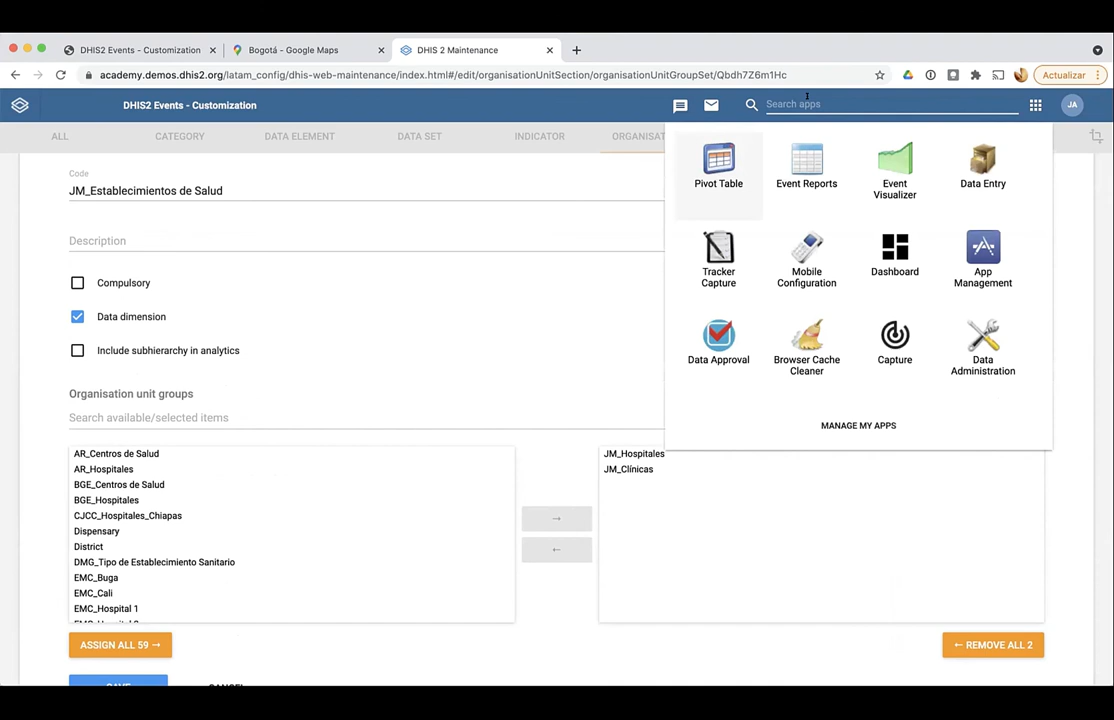 DHIS2 Events - Customization
Bogotá - Google Maps
DHIS 2 Maintenance
academy.demos.dhis2.org/latam_config/dhis-web-maintenance/index.html#/edit/organisationUnitSection/organisationUnitGroupSet/Qbdh7Z6m1Hc
Actualizar
DHIS2 Events - Customization
Search apps
JA
ALL
CATEGORY
DATA ELEMENT
DATA SET
INDICATOR
ORGANISAT
Code
JM_Establecimientos de Salud
Description
Compulsory
Data dimension
Include subhierarchy in analytics
Organisation unit groups
Search available/selected items
AR_Centros de Salud
AR_Hospitales
BGE_Centros de Salud
BGE_Hospitales
CJCC_Hospitales_Chiapas
Dispensary
District
DMG_Tipo de Establecimiento Sanitario
EMC_Buga
EMC_Cali
EMC_Hospital 1
JM_Hospitales
JM_Clínicas
ASSIGN ALL 59 →
← REMOVE ALL 2
SAVE
CANCEL
Pivot Table
Event Reports
Event
Visualizer
Data Entry
Tracker
Capture
Mobile
Configuration
Dashboard
App
Management
Data Approval
Browser Cache
Cleaner
Capture
Data
Administration
MANAGE MY APPS